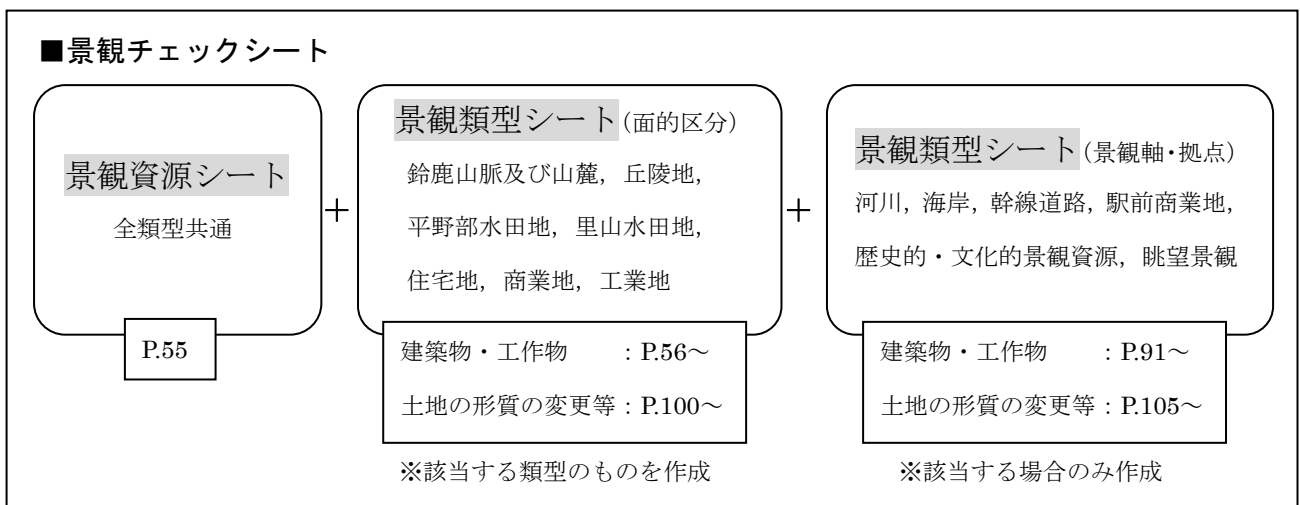 ■景観チェックシート
景観資源シート
全類型共通
P.55
+
景観類型シート(面的区分)
鈴鹿山脈及び山麓,丘陵地,
平野部水田地,里山水田地,
住宅地,商業地,工業地
建築物・工作物 :P.56~
土地の形質の変更等:P.100~
※該当する類型のものを作成
+
景観類型シート(景観軸・拠点)
河川,海岸,幹線道路,駅前商業地,
歴史的・文化的景観資源,眺望景観
建築物・工作物 :P.91~
土地の形質の変更等:P.105~
※該当する場合のみ作成